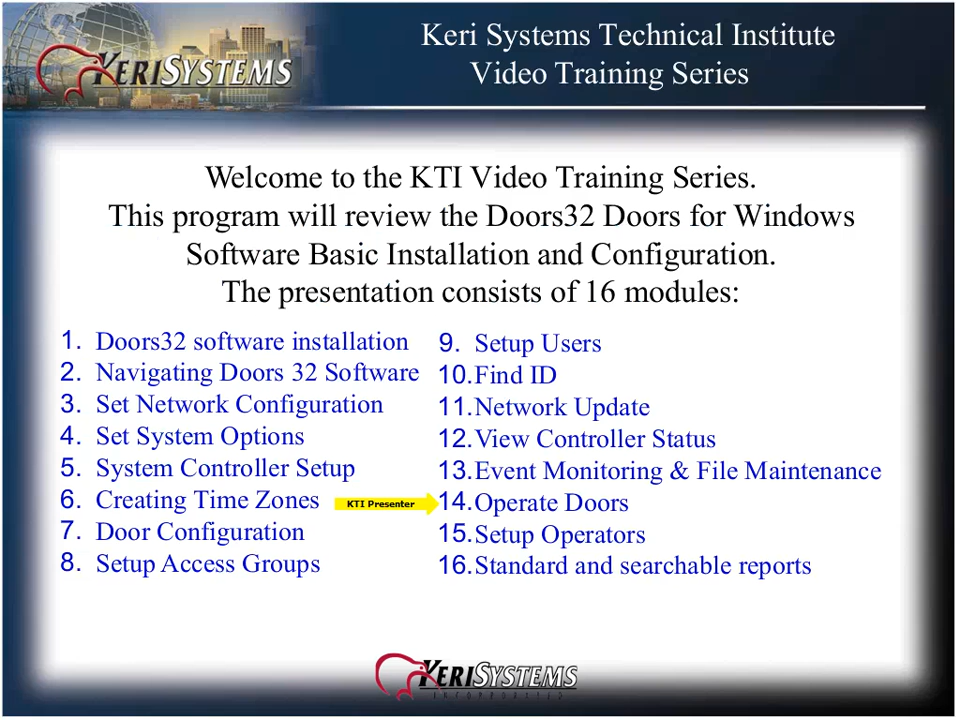 KERISYSTEMS
Keri Systems Technical Institute
Video Training Series
Welcome to the KTI Video Training Series.
This program will review the Doors32 Doors for Windows
Software Basic Installation and Configuration.
The presentation consists of 16 modules:
1. Doors32 software installation
2. Navigating Doors 32 Software
3. Set Network Configuration
4. Set System Options
5. System Controller Setup
6. Creating Time Zones
7. Door Configuration
8. Setup Access Groups
KTI Presenter
9. Setup Users
10. Find ID
11. Network Update
12. View Controller Status
13. Event Monitoring & File Maintenance
14. Operate Doors
15. Setup Operators
16. Standard and searchable reports
KERISYSTEMS
INCORPORATED